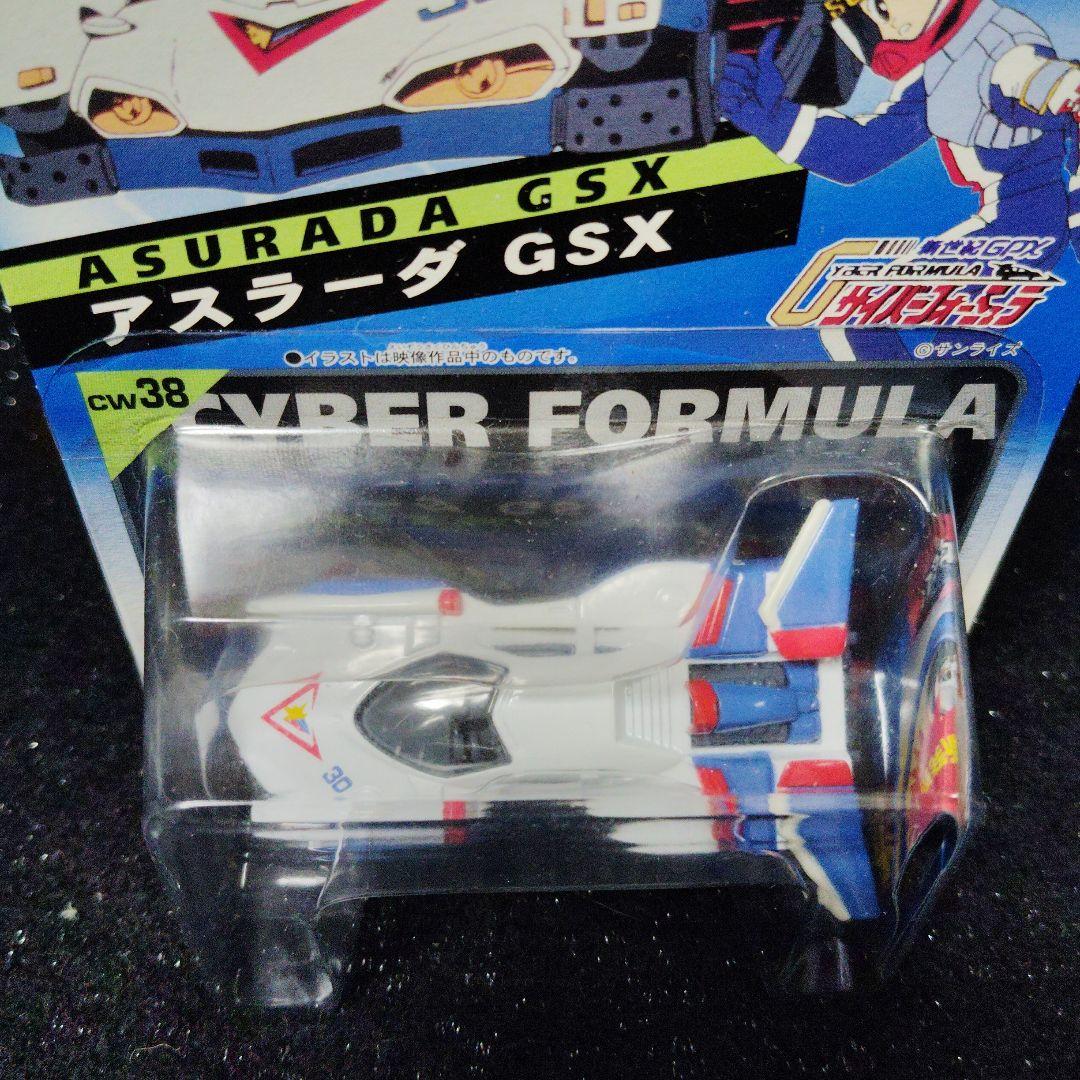 ASURADA GSX
アスラーダ GSX
新世紀GPX
CYBER FORMULA
サイバーフォーミュラ
©サンライズ
●イラストは映像作品中のものです。
CW38
CYBER FORMULA
30